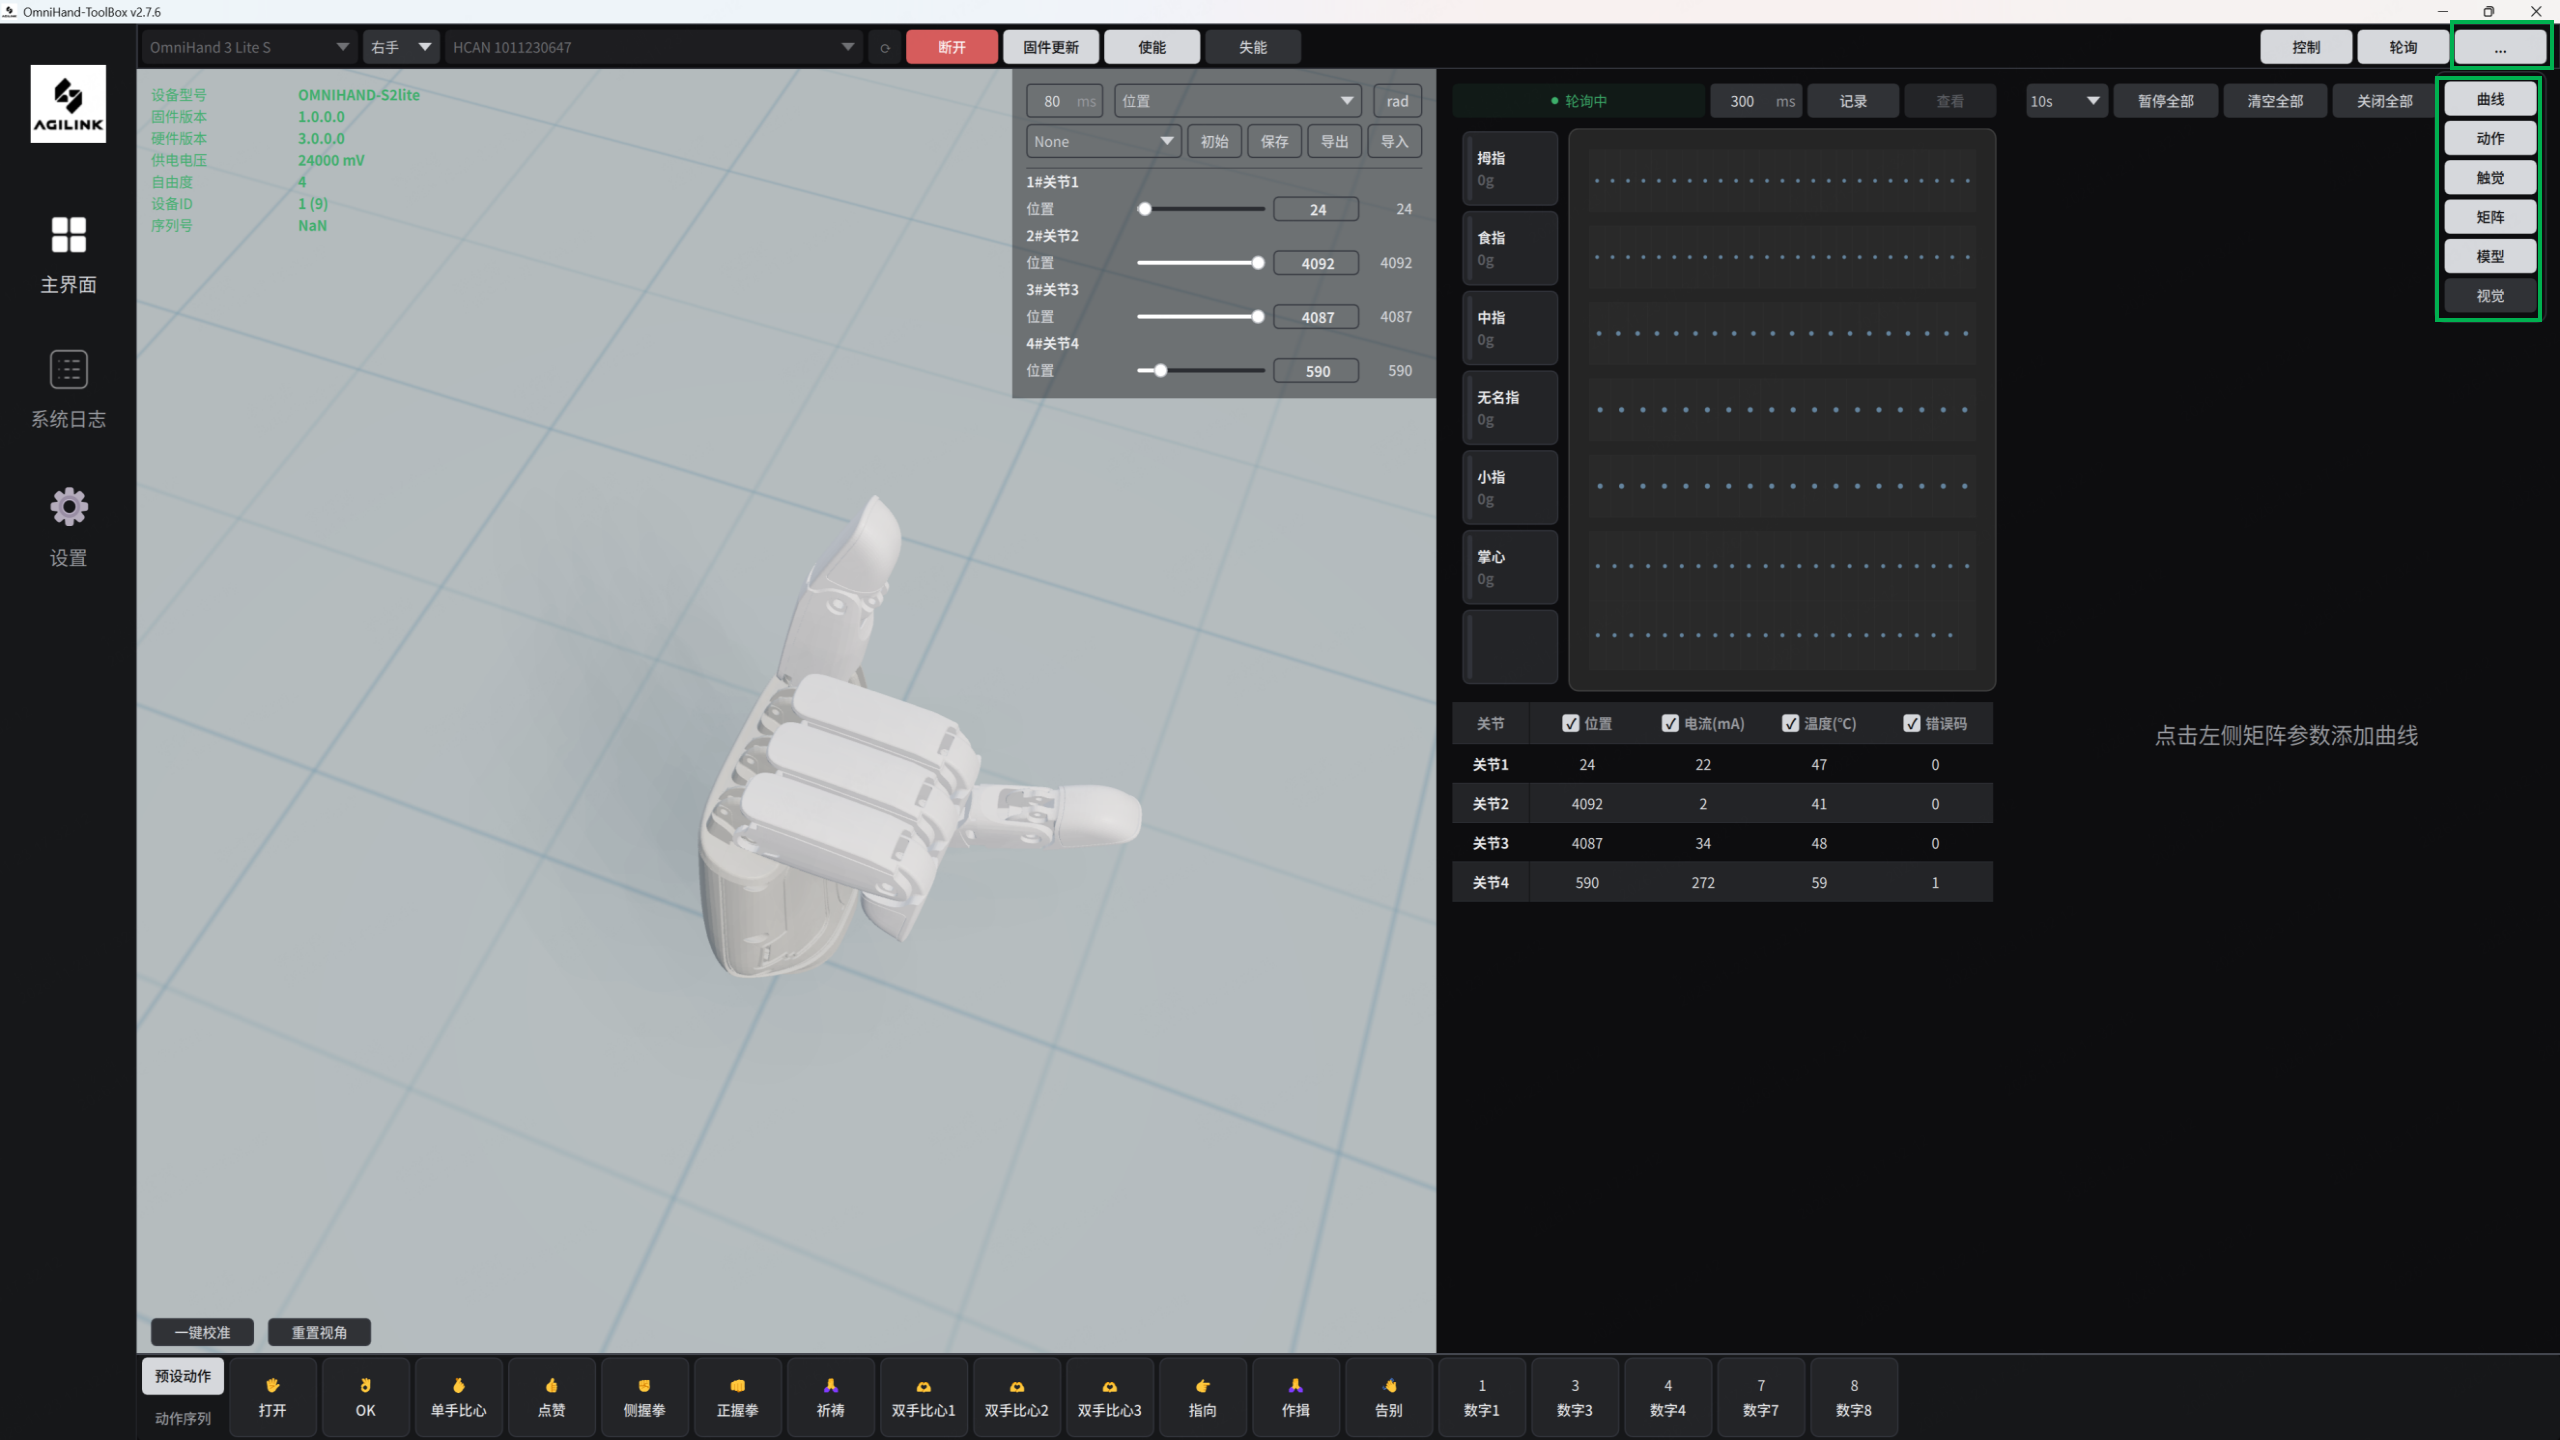 OmniHand-ToolBox v2.7.6
OmniHand 3 Lite S
右手
HCAN 1011230647
断开
固件更新
使能
失能
控制
轮询
...
AGILINK
主界面
系统日志
设置
设备型号 OMNIHAND-S2lite
固件版本 1.0.0.0
硬件版本 3.0.0.0
供电电压 24000 mV
自由度 4
设备ID 1 (9)
序列号 NaN
80 ms 位置 rad
None 初始 保存 导出 导入
1#关节1
位置 24 24
2#关节2
位置 4092 4092
3#关节3
位置 4087 4087
4#关节4
位置 590 590
轮询中 300 ms 记录 查看
拇指
0g
食指
0g
中指
0g
无名指
0g
小指
0g
掌心
0g
关节 位置 电流(mA) 温度(℃) 错误码
关节1 24 22 47 0
关节2 4092 2 41 0
关节3 4087 34 48 0
关节4 590 272 59 1
10s 暂停全部 清空全部 关闭全部
曲线
动作
触觉
矩阵
模型
视觉
点击左侧矩阵参数添加曲线
一键校准 重置视角
预设动作
动作序列
打开
OK
单手比心
点赞
侧握拳
正握拳
祈祷
双手比心1
双手比心2
双手比心3
指向
作揖
告别
1
数字1
3
数字3
4
数字4
7
数字7
8
数字8